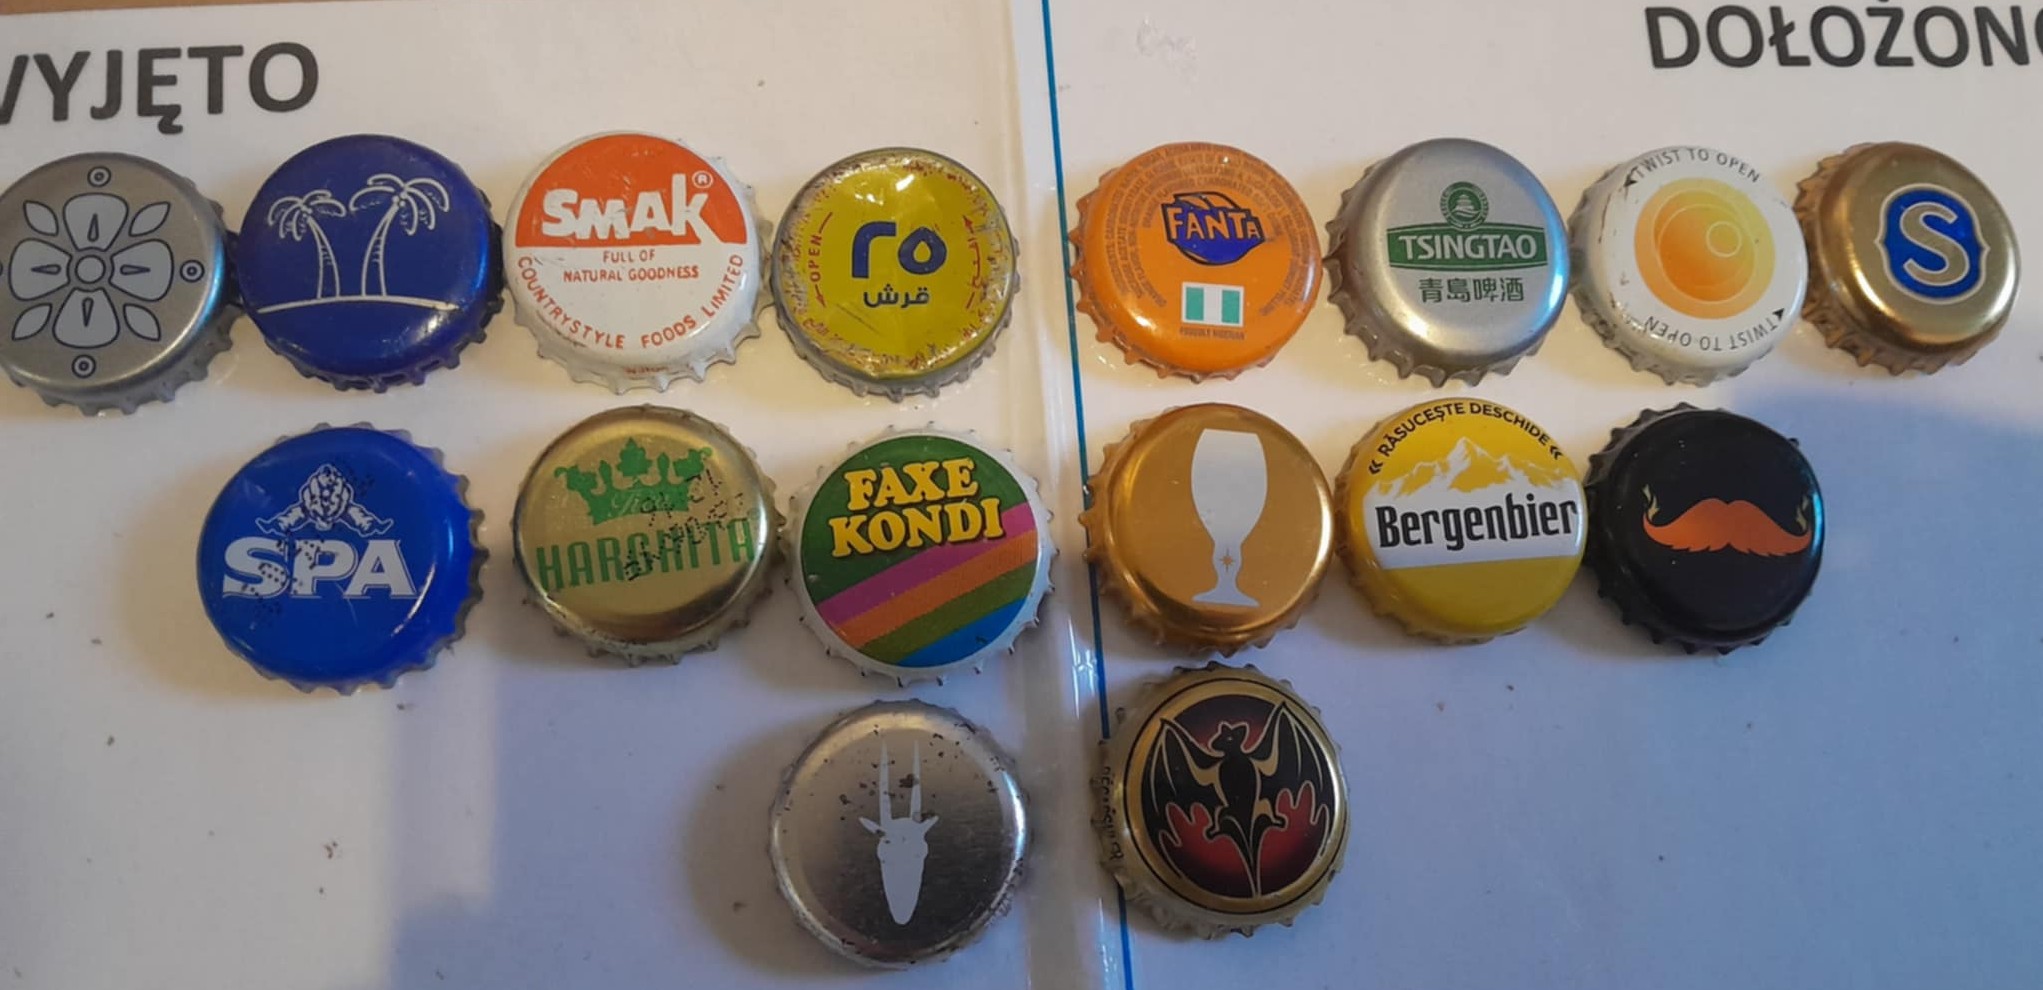 WYJĘTO
DOŁOŻONO
SMAK®
FULL OF
NATURAL GOODNESS
COUNTRYSTYLE FOODS LIMITED
OPEN
٢٥
قرش
FANTA
TSINGTAO
青島啤酒
TWIST TO OPEN
TWIST TO OPEN
S
SPA
HARGHITA
FAXE
KONDI
« RĂSUCEȘTE DESCHIDE «
Bergenbier